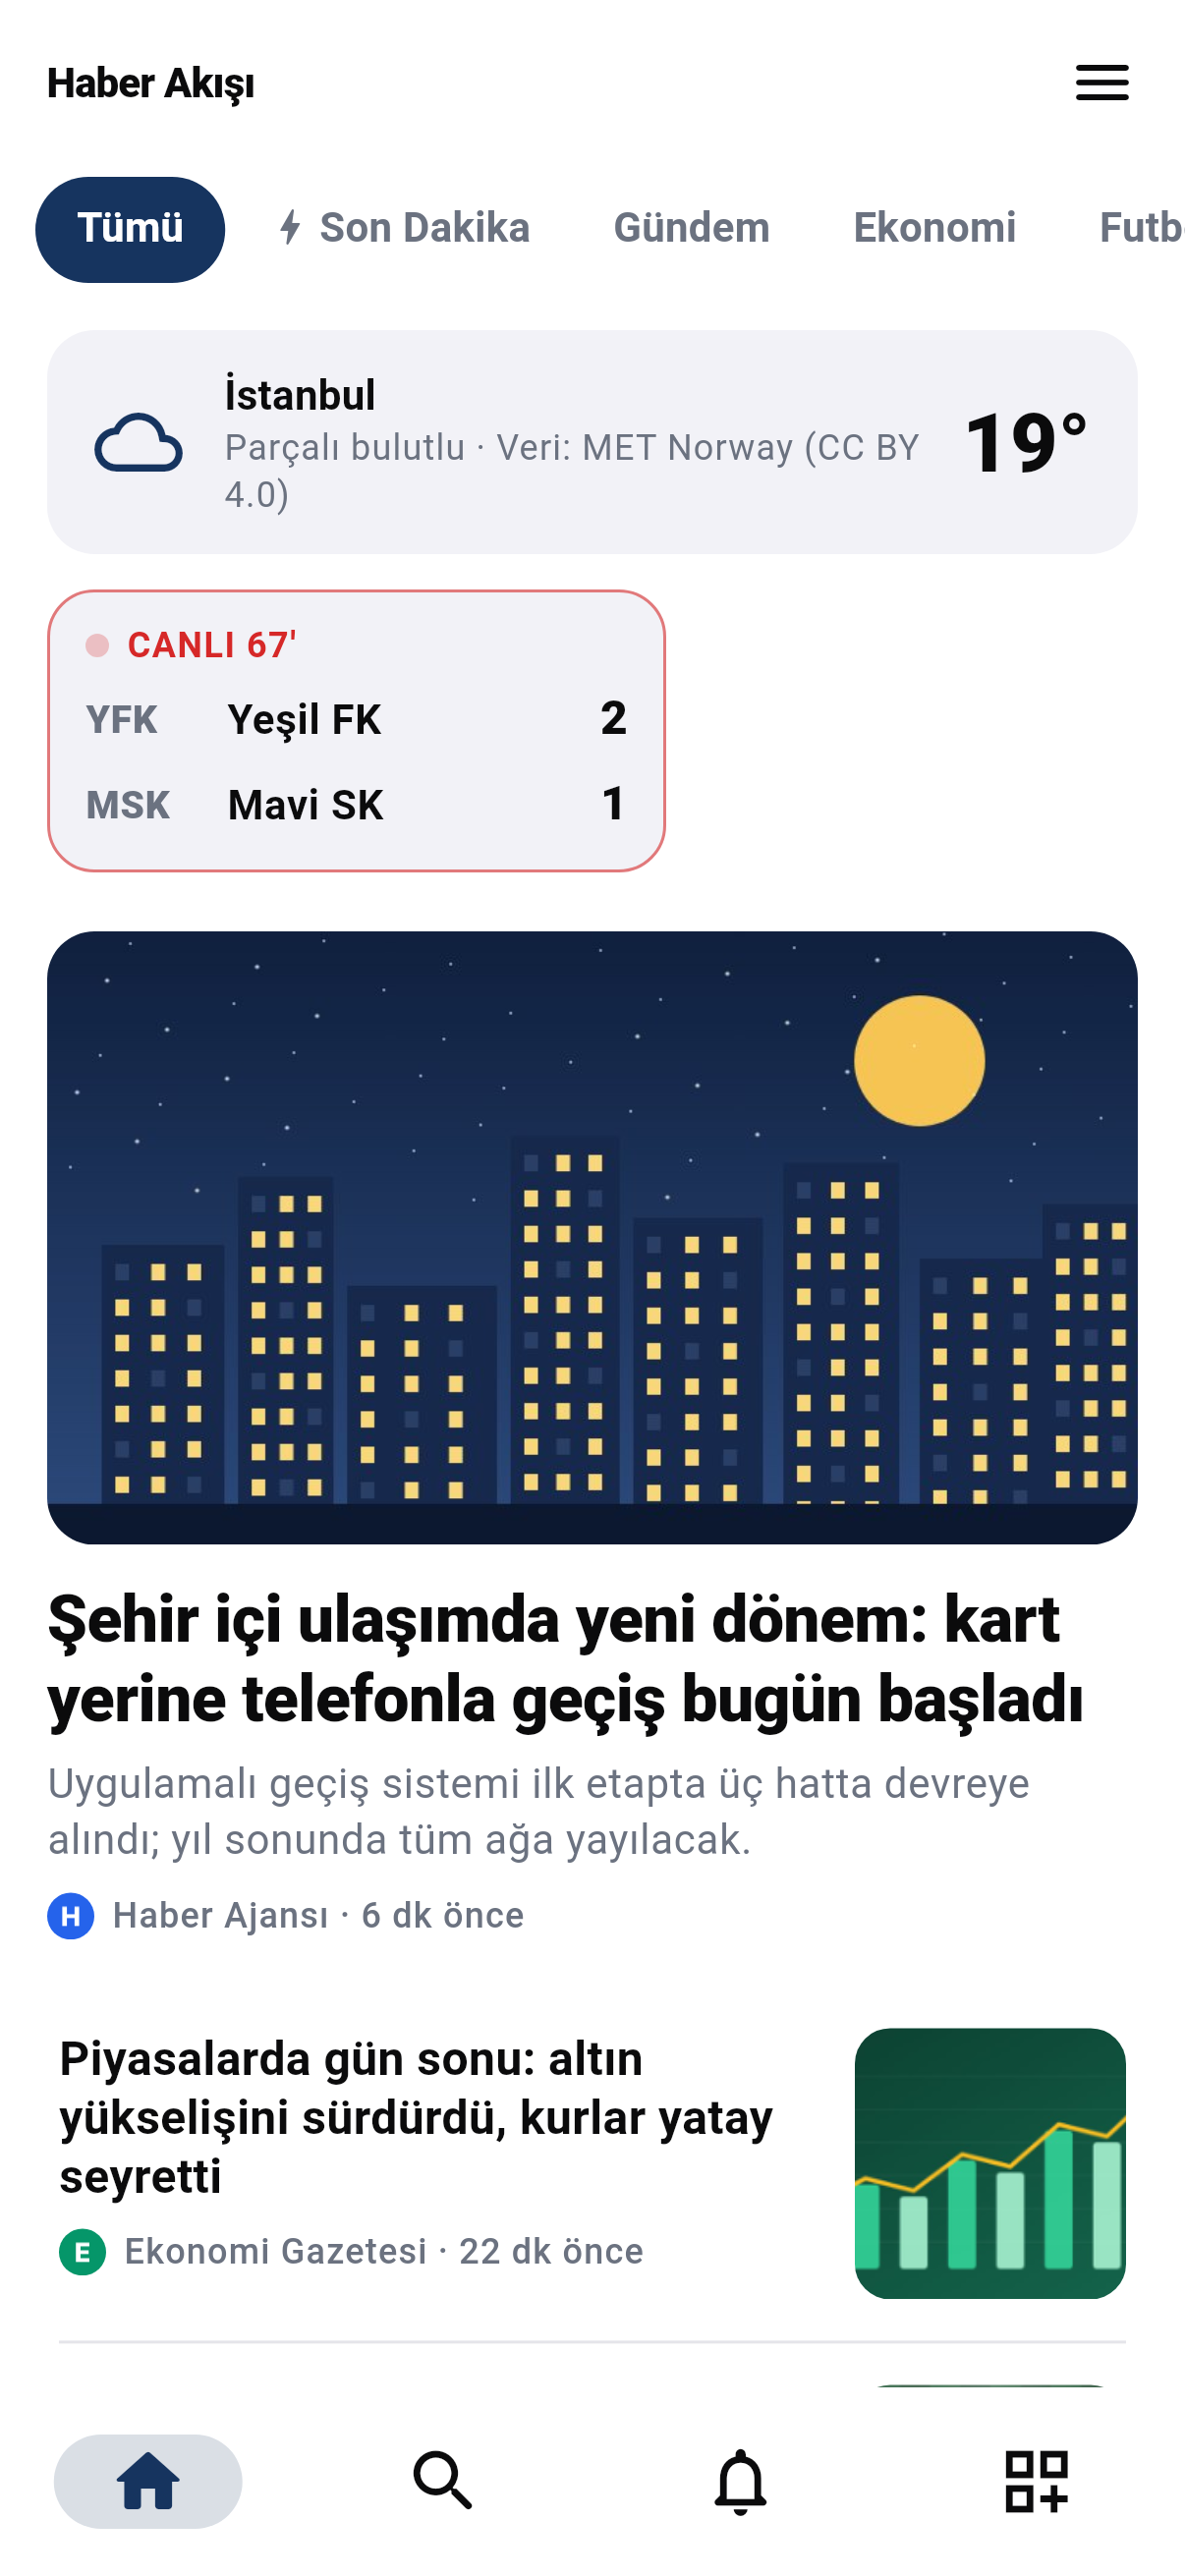 Haber Akışı
Tümü
Son Dakika
Gündem
Ekonomi
İstanbul
Parçalı bulutlu · Veri: MET Norway (CC BY
4.0)
19°
CANLI 67'
YFK Yeşil FK 2
MSK Mavi SK 1
Şehir içi ulaşımda yeni dönem: kart
yerine telefonla geçiş bugün başladı
Uygulamalı geçiş sistemi ilk etapta üç hatta devreye
alındı; yıl sonunda tüm ağa yayılacak.
H Haber Ajansı · 6 dk önce
Piyasalarda gün sonu: altın
yükselişini sürdürdü, kurlar yatay
seyretti
E Ekonomi Gazetesi · 22 dk önce